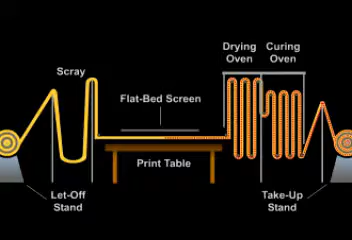 Drying Oven
Curing Oven
Scray
Flat-Bed Screen
Print Table
Let-Off Stand
Take-Up Stand